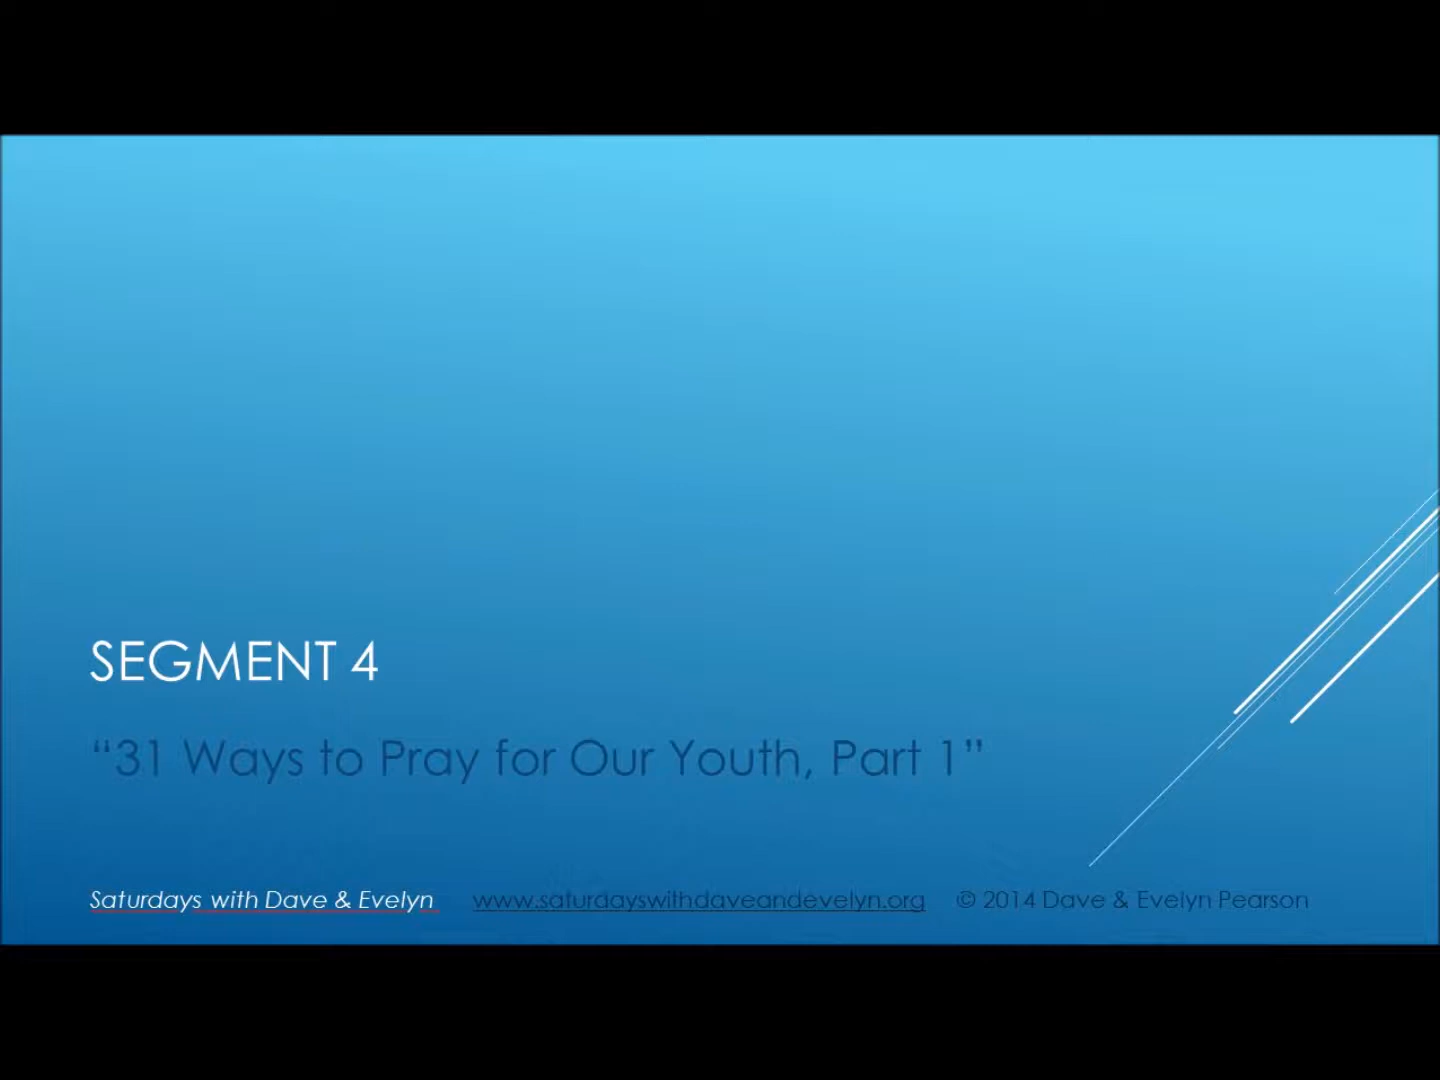 SEGMENT 4
“31 Ways to Pray for Our Youth, Part 1”
Saturdays with Dave & Evelyn www.saturdayswithdaveandevelyn.org © 2014 Dave & Evelyn Pearson